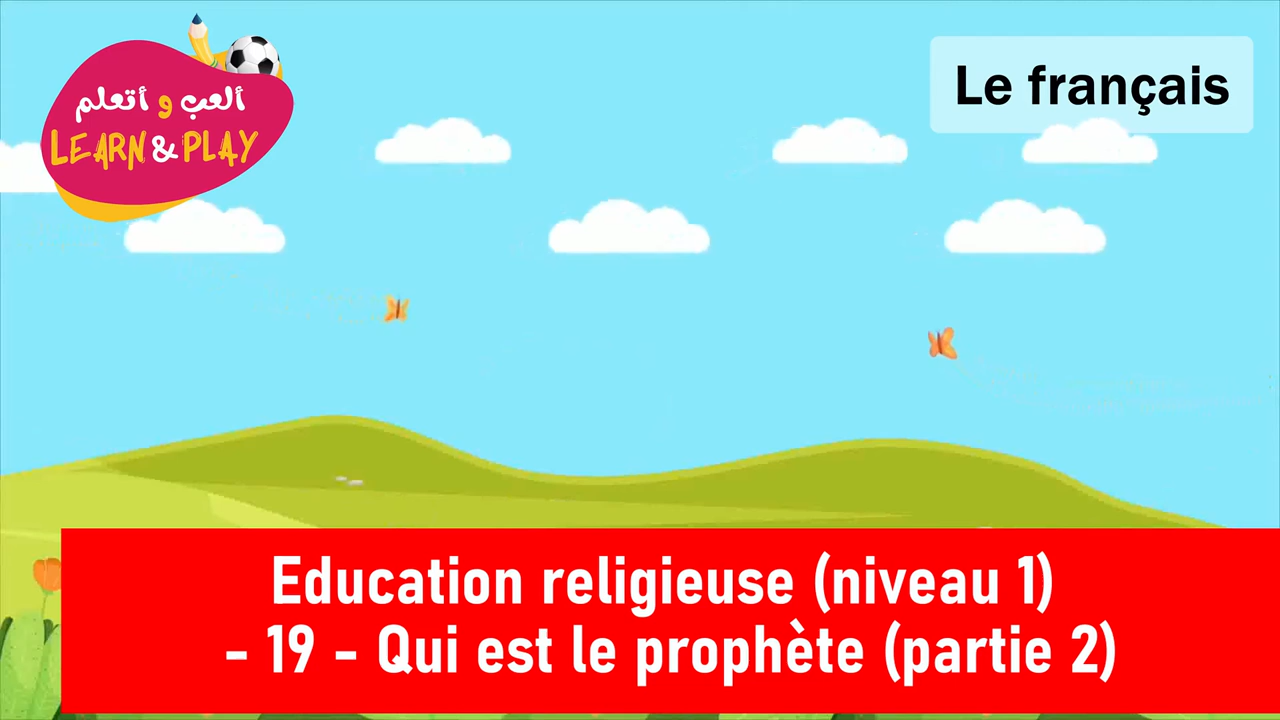 ألعب و أتعلم
LEARN & PLAY
Le français
Education religieuse (niveau 1)
- 19 - Qui est le prophète (partie 2)